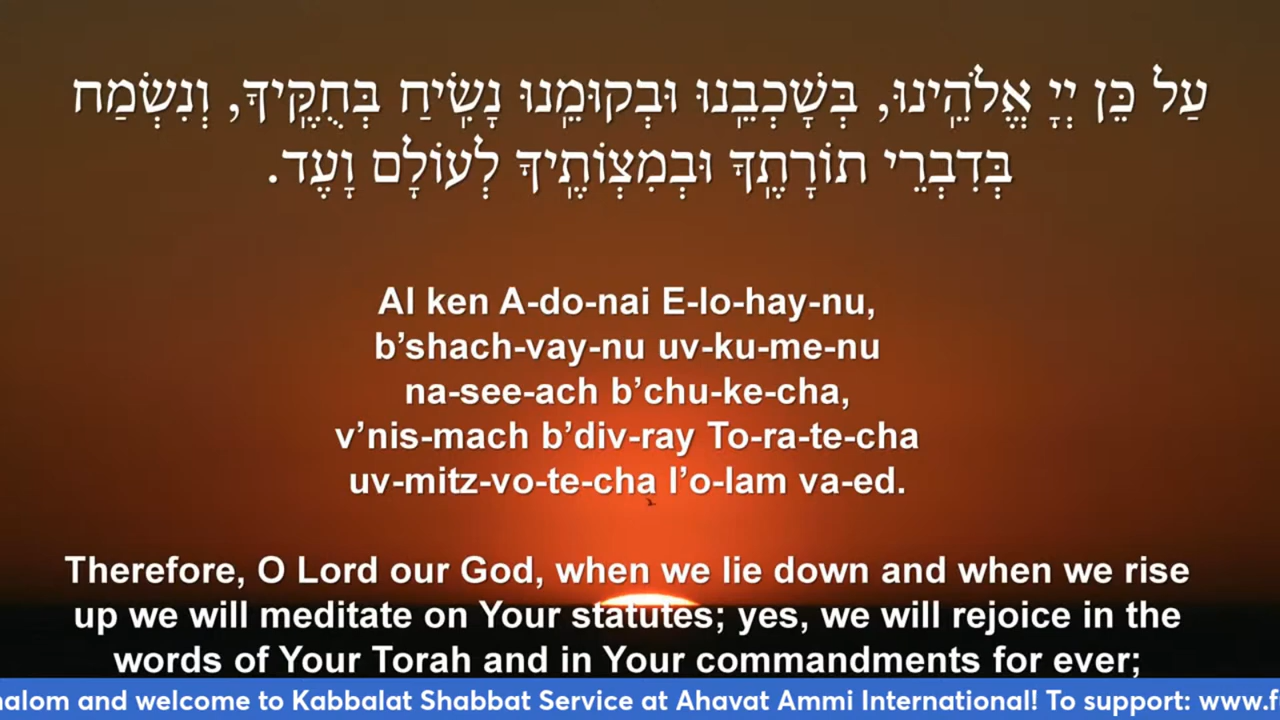 עַל כֵּן יְיָ אֱלֹהֵֽינוּ, בְּשָׁכְבֵֽנוּ וּבְקוּמֵֽנוּ נָשִֽׂיחַ בְּחֻקֶּֽיךָ, וְנִשְׂמַח
בְּדִבְרֵי תוֹרָתֶֽךָ וּבְמִצְוֹתֶֽיךָ לְעוֹלָם וָעֶד.
Al ken A-do-nai E-lo-hay-nu,
b’shach-vay-nu uv-ku-me-nu
na-see-ach b’chu-ke-cha,
v’nis-mach b’div-ray To-ra-te-cha
uv-mitz-vo-te-cha l’o-lam va-ed.
Therefore, O Lord our God, when we lie down and when we rise
up we will meditate on Your statutes; yes, we will rejoice in the
words of Your Torah and in Your commandments for ever;
alom and welcome to Kabbalat Shabbat Service at Ahavat Ammi International! To support: www.f